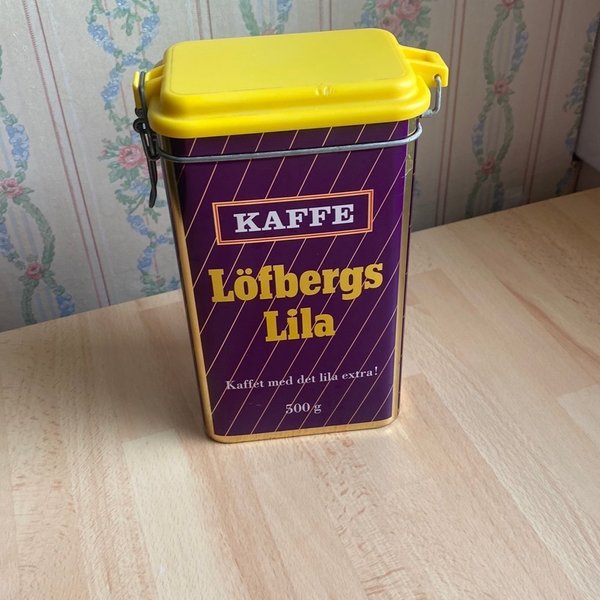 KAFFE
Löfbergs
Lila
Kaffet med det lila extra!
500 g